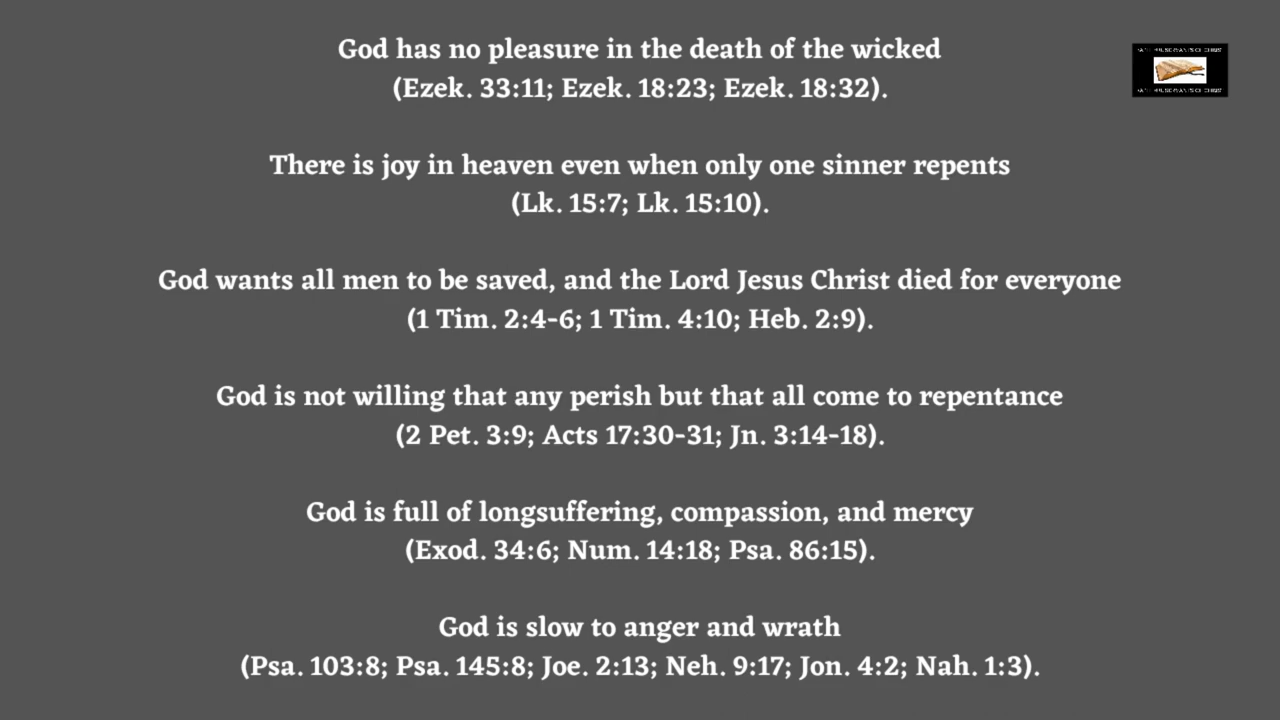 God has no pleasure in the death of the wicked
(Ezek. 33:11; Ezek. 18:23; Ezek. 18:32).
There is joy in heaven even when only one sinner repents
(Lk. 15:7; Lk. 15:10).
God wants all men to be saved, and the Lord Jesus Christ died for everyone
(1 Tim. 2:4-6; 1 Tim. 4:10; Heb. 2:9).
God is not willing that any perish but that all come to repentance
(2 Pet. 3:9; Acts 17:30-31; Jn. 3:14-18).
God is full of longsuffering, compassion, and mercy
(Exod. 34:6; Num. 14:18; Psa. 86:15).
God is slow to anger and wrath
(Psa. 103:8; Psa. 145:8; Joe. 2:13; Neh. 9:17; Jon. 4:2; Nah. 1:3).